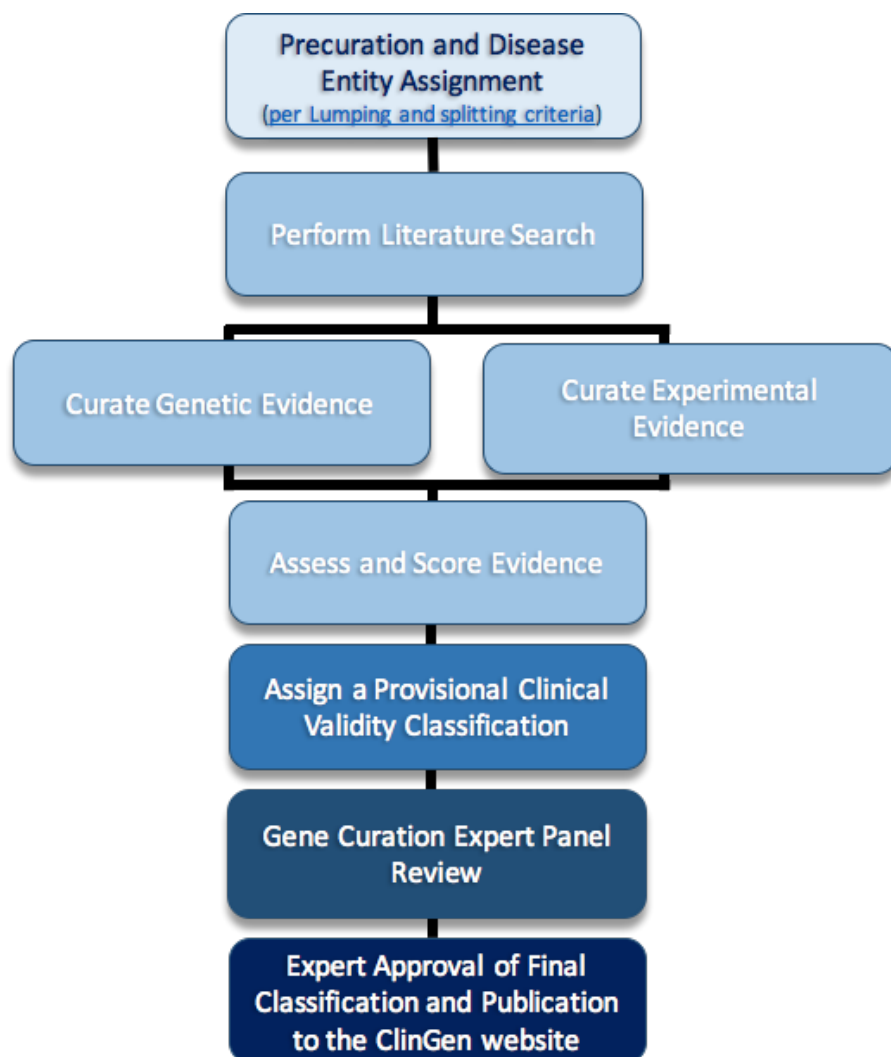 Precuration and Disease
Entity Assignment
(per Lumping and splitting criteria)
Perform Literature Search
Curate Genetic Evidence
Curate Experimental
Evidence
Assess and Score Evidence
Assign a Provisional Clinical
Validity Classification
Gene Curation Expert Panel
Review
Expert Approval of Final
Classification and Publication
to the ClinGen website